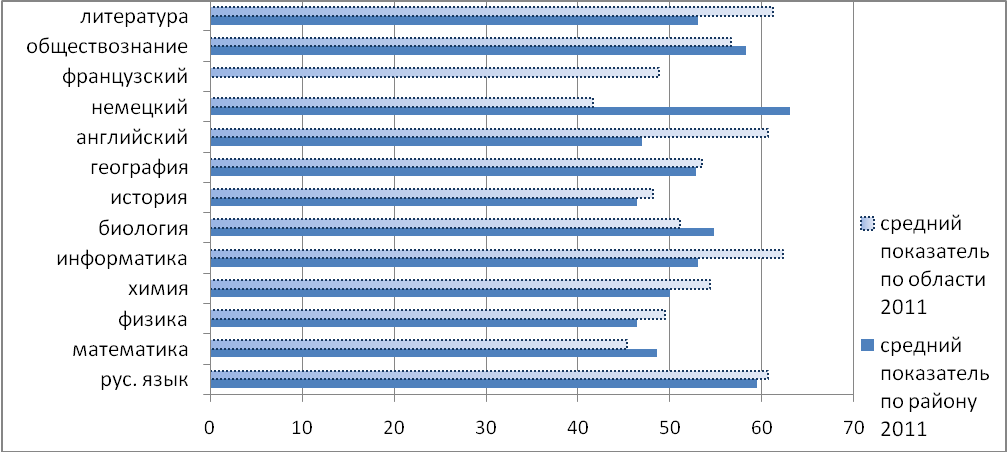 литература
обществознание
французский
немецкий
английский
география
история
биология
информатика
химия
физика
математика
рус. язык
0 10 20 30 40 50 60 70
средний
показатель
по области
2011
средний
показатель
по району
2011